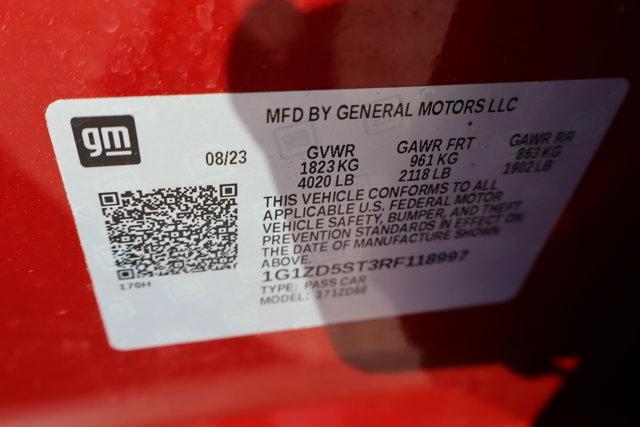 MFD BY GENERAL MOTORS LLC
gm
08/23
GVWR
1823 KG
4020 LB
GAWR FRT
961 KG
2118 LB
GAWR RR
863 KG
1902 LB
THIS VEHICLE CONFORMS TO ALL
APPLICABLE U.S. FEDERAL MOTOR
VEHICLE SAFETY, BUMPER, AND THEFT
PREVENTION STANDARDS IN EFFECT ON
THE DATE OF MANUFACTURE SHOWN
ABOVE.
1G1ZD5ST3RF118997
TYPE: PASS CAR
MODEL: 3712D69
170H